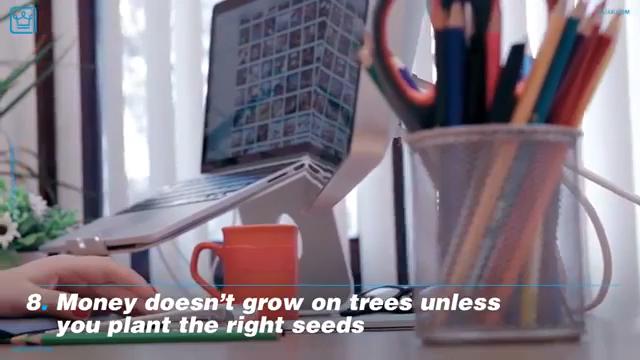 8. Money doesn't grow on trees unless
you plant the right seeds